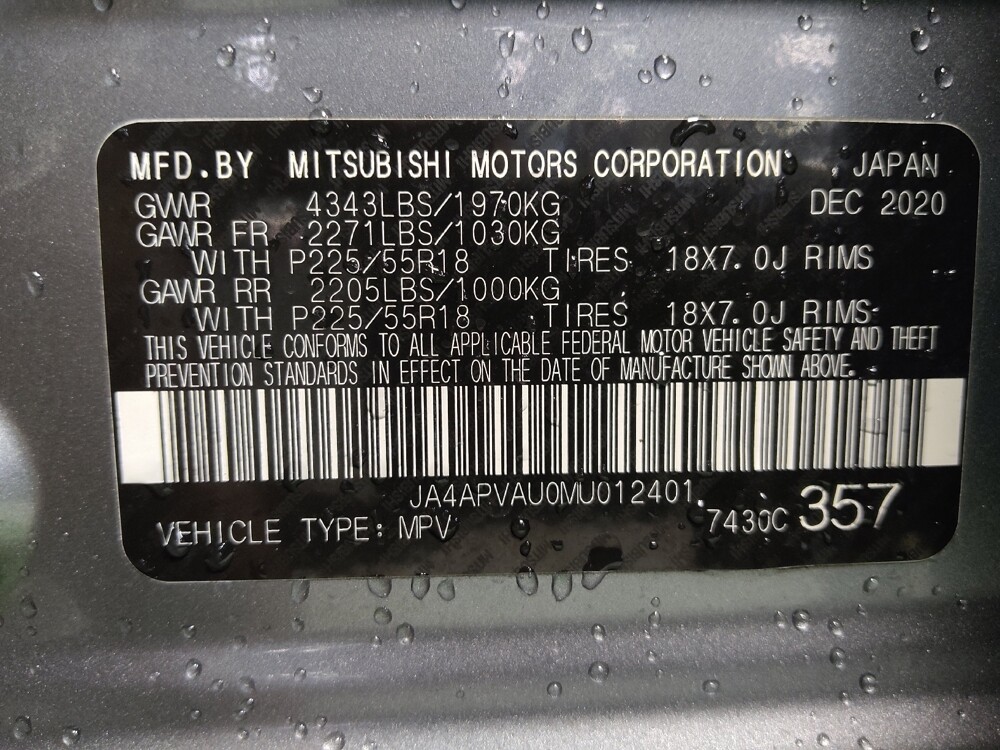 MFD.BY MITSUBISHI MOTORS CORPORATION, JAPAN
GVWR 4343LBS/1970KG DEC 2020
GAWR FR 2271LBS/1030KG
WITH P225/55R18 TIRES 18X7.0J RIMS
GAWR RR 2205LBS/1000KG
WITH P225/55R18 TIRES 18X7.0J RIMS
THIS VEHICLE CONFORMS TO ALL APPLICABLE FEDERAL MOTOR VEHICLE SAFETY AND THEFT
PREVENTION STANDARDS IN EFFECT ON THE DATE OF MANUFACTURE SHOWN ABOVE.
JA4APVAU0MU012401
VEHICLE TYPE: MPV 7430C 357